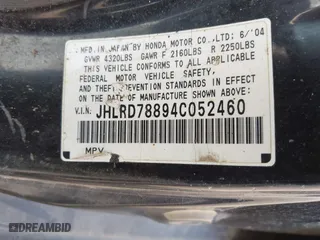 MFD. IN JAPAN BY HONDA MOTOR CO.,LTD; 6/'04
GVWR 4320LBS GAWR F 2160LBS R 2250LBS
THIS VEHICLE CONFORMS TO ALL APPLICABLE
FEDERAL MOTOR VEHICLE SAFETY,
AND THEFT PREVENTION STANDARDS IN
EFFECT ON THE DATE OF MANUFACTURE
SHOWN ABOVE.
V.I.N: JHLRD78894C052460
MPV
DREAMBID